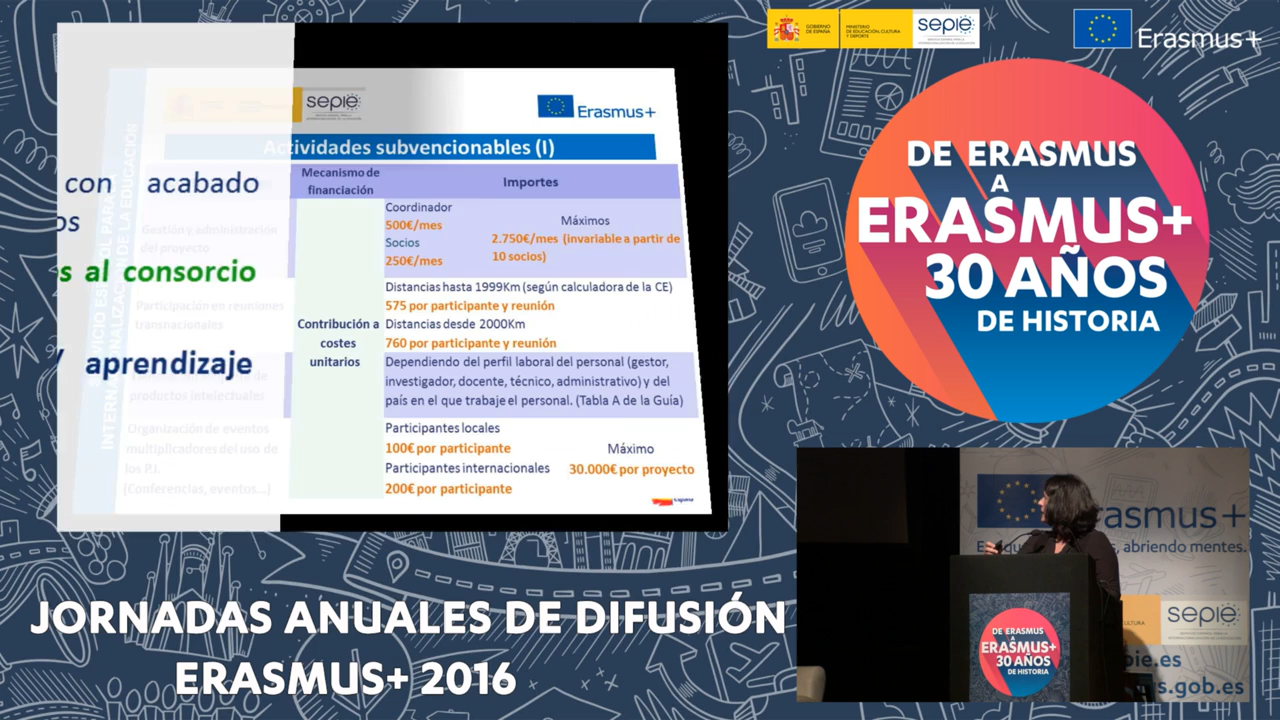 GOBIERNO
DE ESPAÑA
MINISTERIO
DE EDUCACIÓN, CULTURA
Y DEPORTE
sepie
Erasmus+
DE ERASMUS
A
ERASMUS+
30 AÑOS
DE HISTORIA
sepie
Erasmus+
Actividades subvencionables (I)
con acabado
os
s al consorcio
/ aprendizaje
Mecanismo de
financiación
Importes
Gestión y administración
del proyecto
Participación en reuniones
transnacionales
productos intelectuales
Organización de eventos
multiplicadores del uso de
los P.I.
(Conferencias, eventos...)
Contribución a
costes
unitarios
Coordinador
500€/mes
Socios
250€/mes
Máximos
2.750€/mes (invariable a partir de
10 socios)
Distancias hasta 1999Km (según calculadora de la CE)
575 por participante y reunión
Distancias desde 2000Km
760 por participante y reunión
Dependiendo del perfil laboral del personal (gestor,
investigador, docente, técnico, administrativo) y del
país en el que trabaje el personal. (Tabla A de la Guía)
Participantes locales
100€ por participante
Participantes internacionales
200€ por participante
Máximo
30.000€ por proyecto
JORNADAS ANUALES DE DIFUSIÓN
ERASMUS+ 2016
rasmus+
, abriendo mentes.
sepie
pie.es
s.gob.es
DE ERASMUS
A
ERASMUS+
30 AÑOS
DE HISTORIA